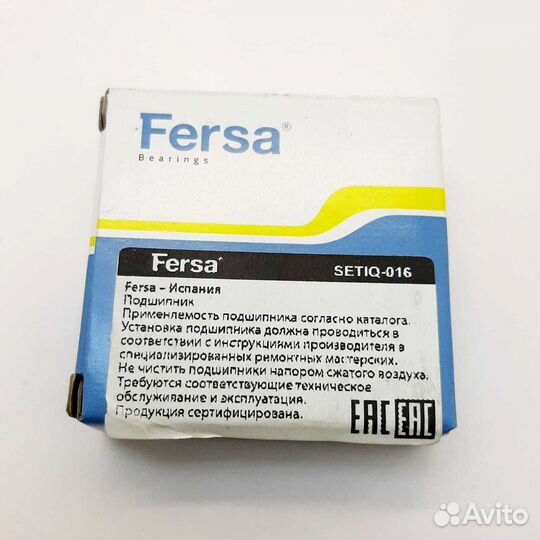 Fersa®
Bearings
Fersa
SETIQ-016
Fersa – Испания
Подшипник
Применяемость подшипника согласно каталога.
Установка подшипника должна проводиться в
соответствии с инструкциями производителя в
специализированных ремонтных мастерских.
Не чистить подшипники напором сжатого воздуха.
Требуются соответствующие техническое
обслуживание и эксплуатация.
Продукция сертифицирована.
EAC EAC
Avito